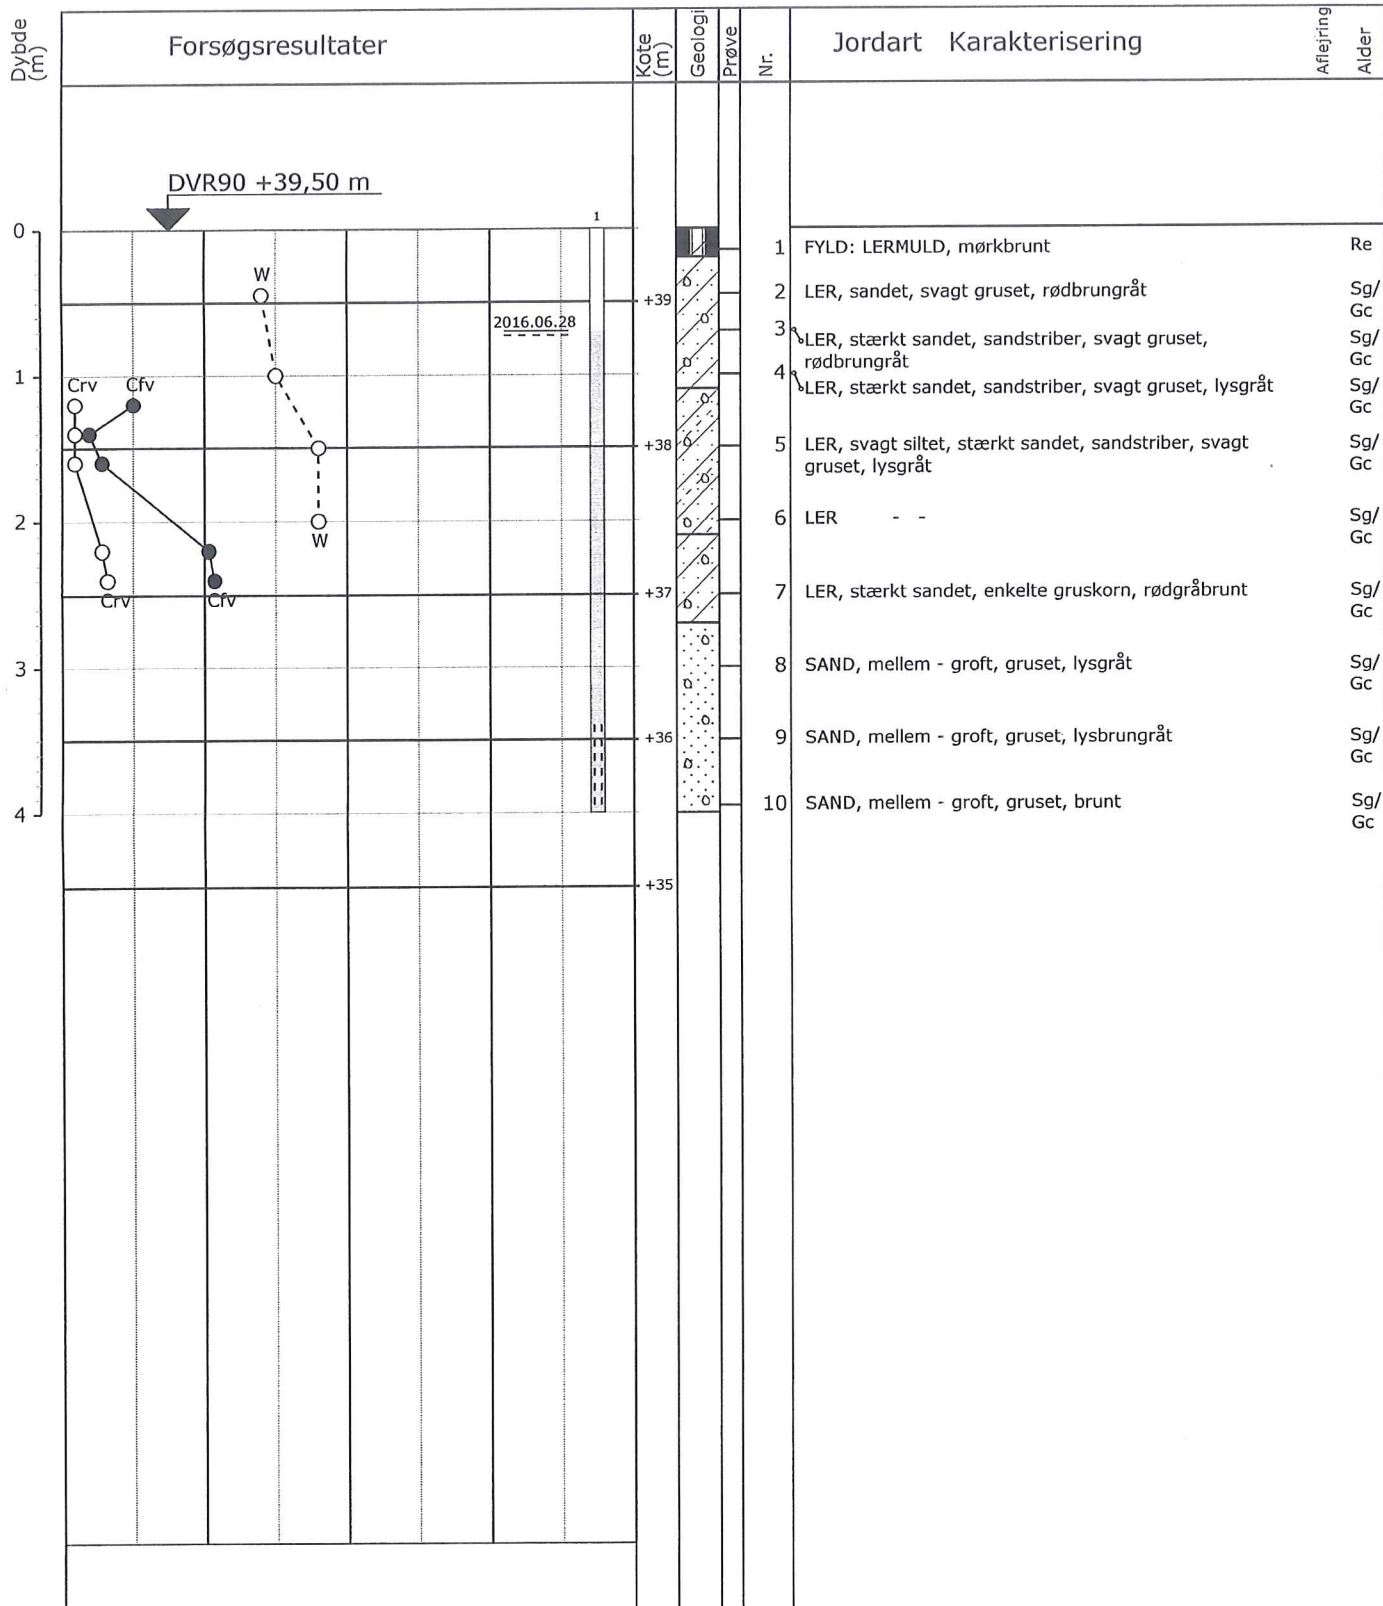 Dybde (m)
Forsøgsresultater
Kote (m)
Geologi
Prøve
Nr.
Jordart Karakterisering
Aflejring
Alder
DVR90 +39,50 m
1
0
1
2
3
4
W
W
Crv
Cfv
Crv
Cfv
2016.06.28
+39
+38
+37
+36
+35
1 FYLD: LERMULD, mørkbrunt Re
2 LER, sandet, svagt gruset, rødbrungråt Sg/
Gc
3 LER, stærkt sandet, sandstriber, svagt gruset, Sg/
rødbrungråt Gc
4 LER, stærkt sandet, sandstriber, svagt gruset, lysgråt Sg/
Gc
5 LER, svagt siltet, stærkt sandet, sandstriber, svagt Sg/
gruset, lysgråt Gc
6 LER - - Sg/
Gc
7 LER, stærkt sandet, enkelte gruskorn, rødgråbrunt Sg/
Gc
8 SAND, mellem - groft, gruset, lysgråt Sg/
Gc
9 SAND, mellem - groft, gruset, lysbrungråt Sg/
Gc
10 SAND, mellem - groft, gruset, brunt Sg/
Gc